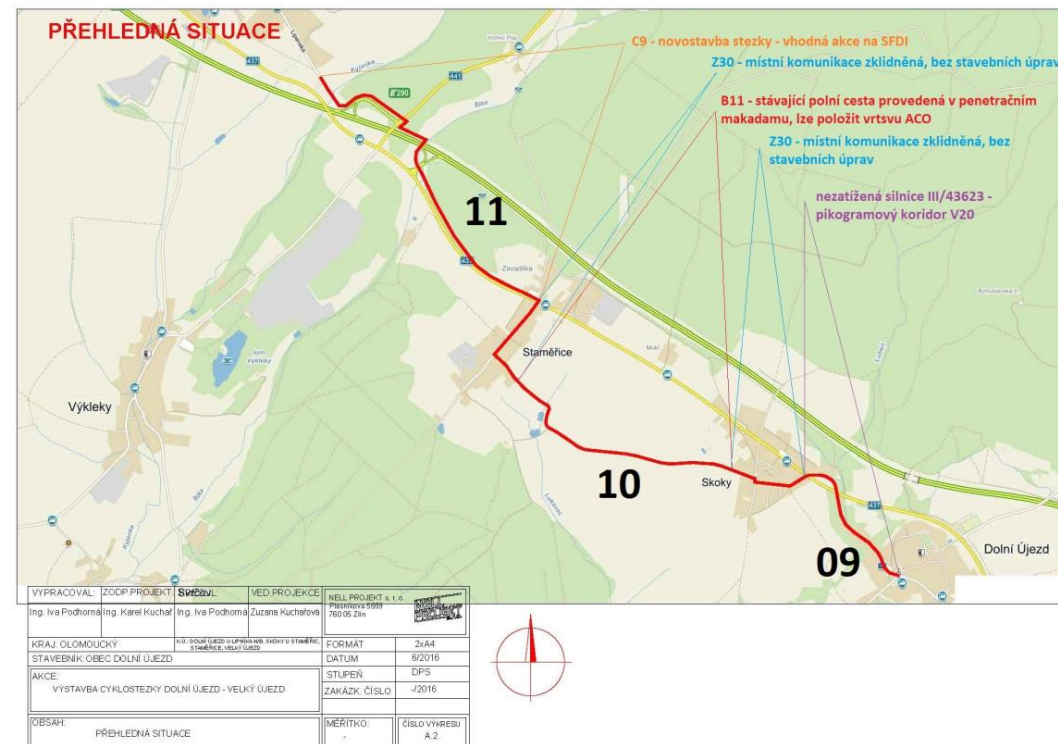 PŘEHLEDNÁ SITUACE
C9 - novostavba stezky - vhodná akce na SFDI
Z30 - místní komunikace zklidněná, bez stavebních úprav
B11 - stávající polní cesta provedená v penetračním
makadamu, lze položit vrtsvu ACO
Z30 - místní komunikace zklidněná, bez
stavebních úprav
nezatížená silnice III/43623 -
pikogramový koridor V20
437
441
11
Zavadilka
Staměřice
Výkleky
10
Skoky
437
09
Dolní Újezd
VYPRACOVAL:
ZODP.PROJEKT.:
VED.PROJEKCE
NELL PROJEKT s. r. o.
Ing. Iva Podhorná
Ing. Karel Kuchař
Ing. Iva Podhorná
Zuzana Kuchařová
760 05 Zlín
KRAJ: OLOMOUCKÝ
FORMÁT
2xA4
STAVEBNÍK: OBEC DOLNÍ ÚJEZD
DATUM
6/2016
AKCE:
STUPEŇ
DPS
VÝSTAVBA CYKLOSTEZKY DOLNÍ ÚJEZD - VELKÝ ÚJEZD
ZAKÁZK. ČÍSLO
-/2016
OBSAH:
MĚŘÍTKO:
ČÍSLO VÝKRESU
PŘEHLEDNÁ SITUACE
-
A.2.